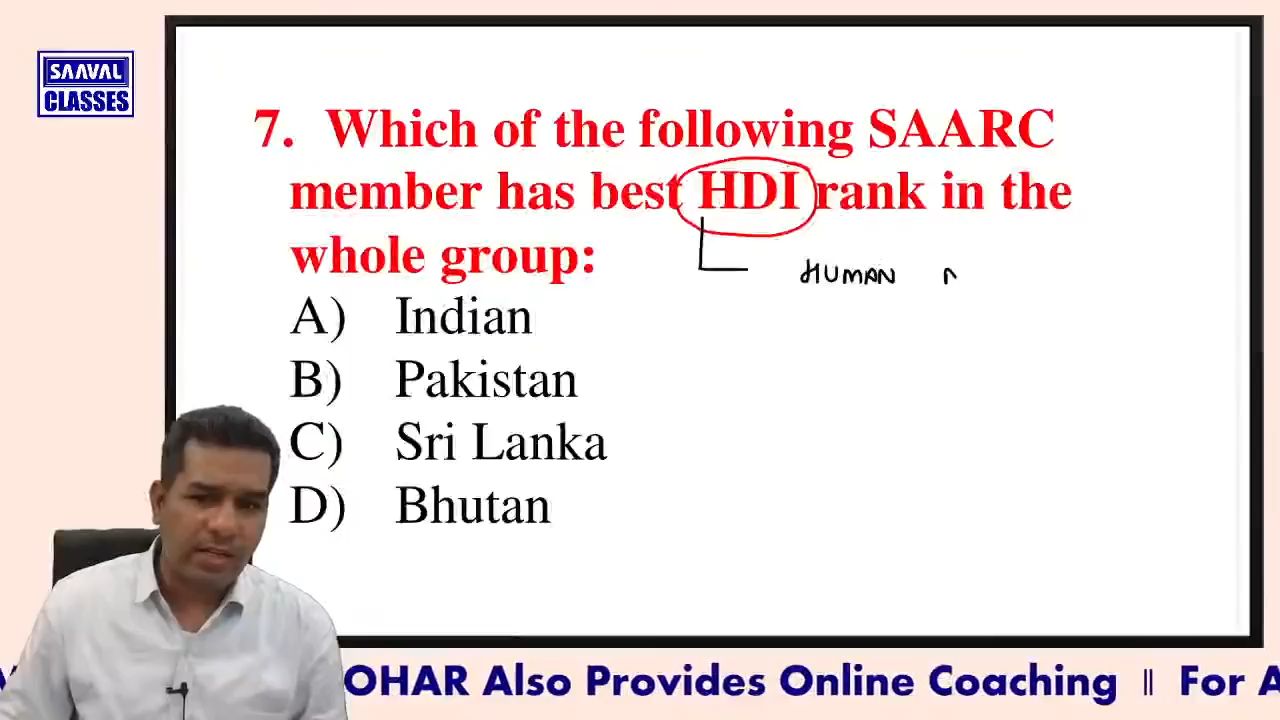 SAAVAL
CLASSES
7. Which of the following SAARC
member has best HDI rank in the
whole group:
HUMAN
A) Indian
B) Pakistan
C) Sri Lanka
D) Bhutan
OHAR Also Provides Online Coaching || For A